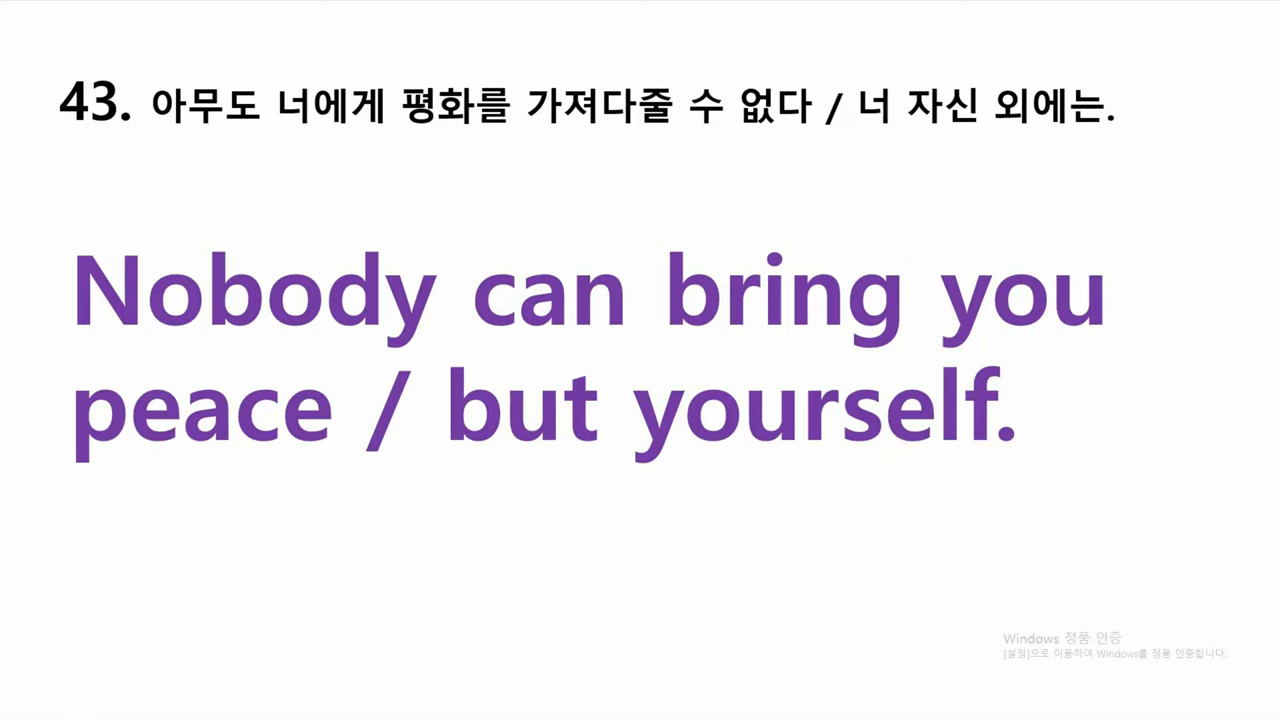 43. 아무도 너에게 평화를 가져다줄 수 없다 / 너 자신 외에는.
Nobody can bring you
peace / but yourself.
Windows 정품 인증
[설정]으로 이동하여 Windows를 정품 인증합니다.